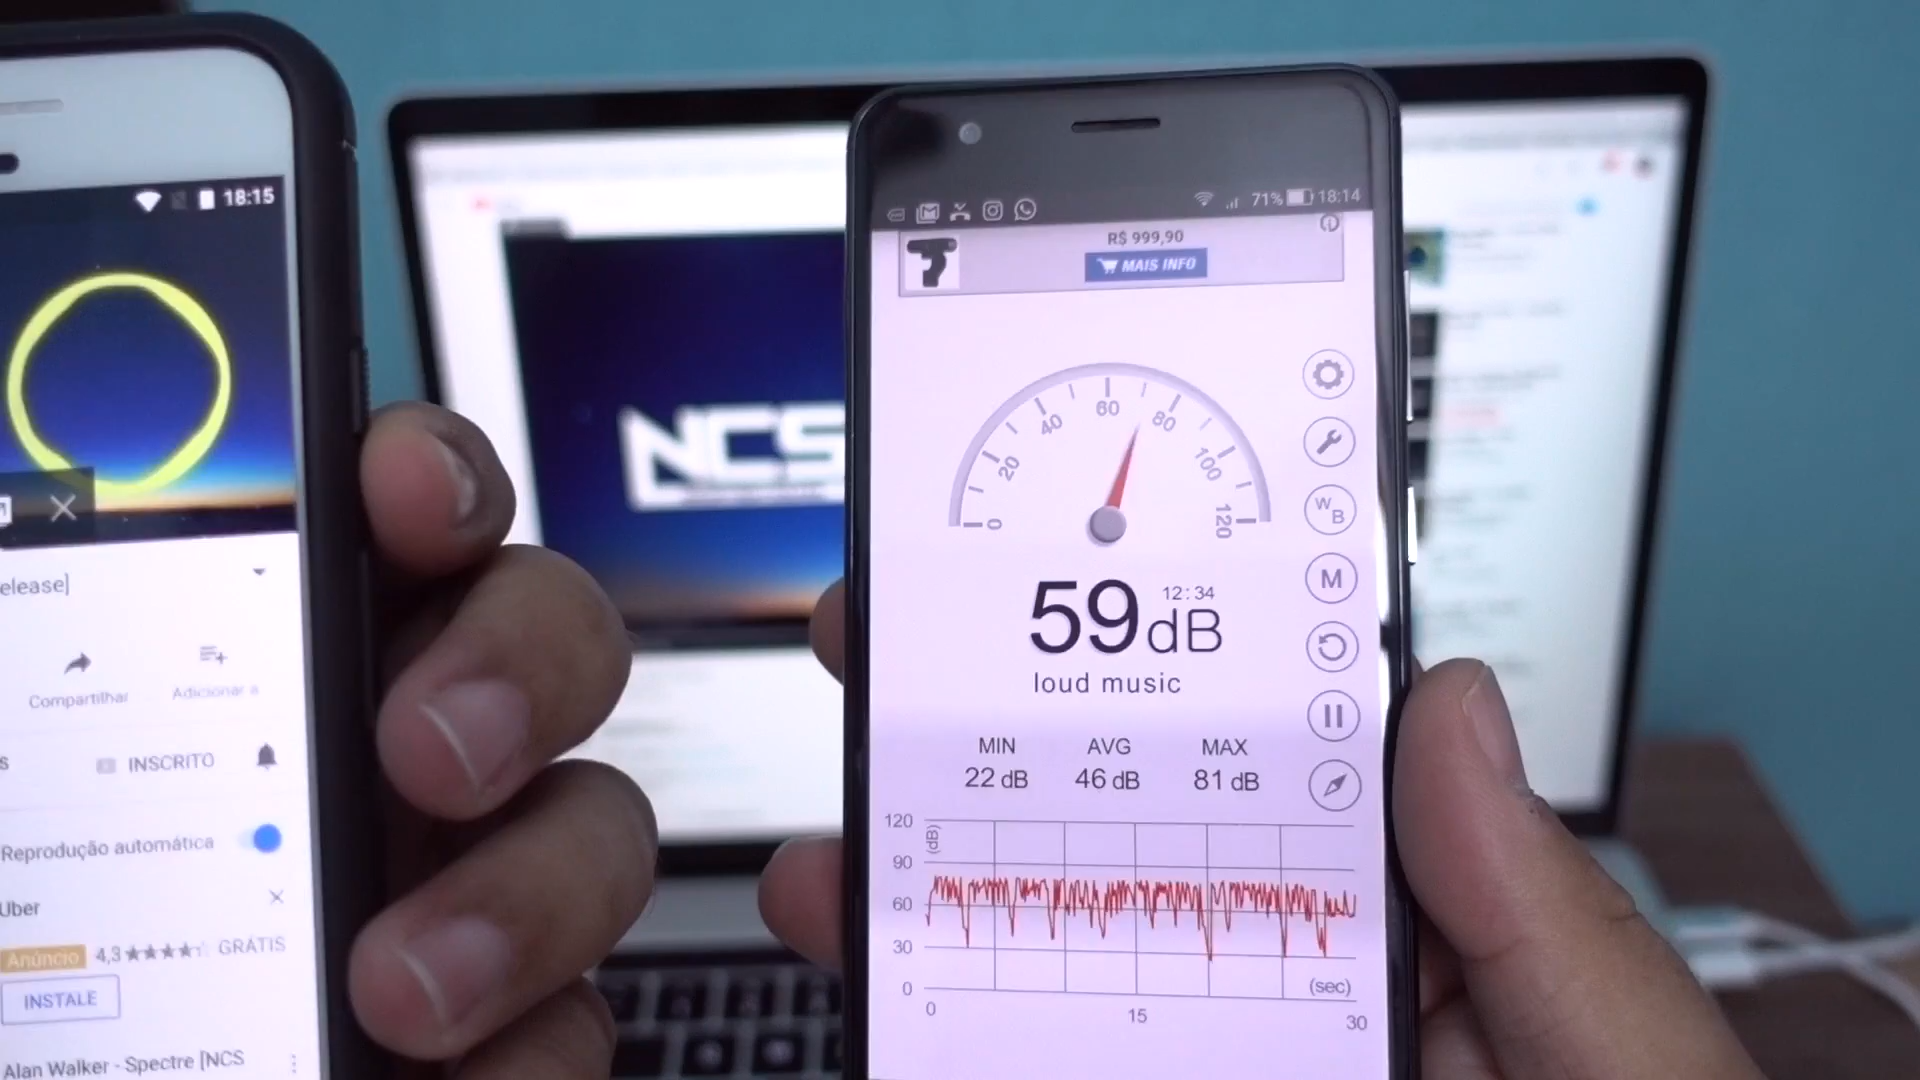 18:15
elease]
Compartilhar
Adicionar a
S
INSCRITO
Reprodução automática
Uber
Anúncio 4,3 GRÁTIS
INSTALE
Alan Walker - Spectre [NCS
NCS
71% 18:14
R$ 999,90
MAIS INFO
0 20 40 60 80 100 120
W B
M
12:34
59 dB
loud music
MIN AVG MAX
22 dB 46 dB 81 dB
120
(dB)
90
60
30
0
(sec)
0 15 30